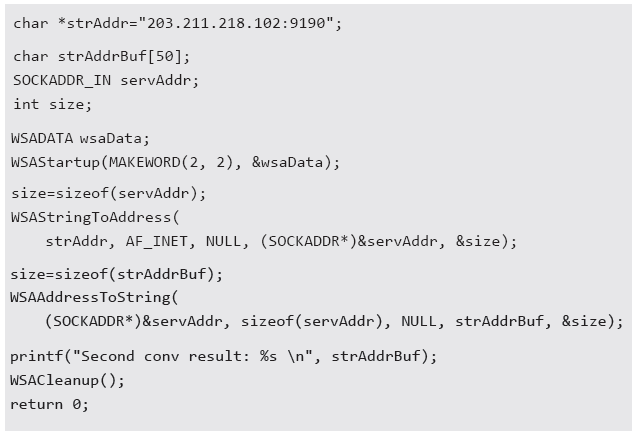 char *strAddr="203.211.218.102:9190";
char strAddrBuf[50];
SOCKADDR_IN servAddr;
int size;
WSADATA wsaData;
WSAStartup(MAKEWORD(2, 2), &wsaData);
size=sizeof(servAddr);
WSAStringToAddress(
strAddr, AF_INET, NULL, (SOCKADDR*)&servAddr, &size);
size=sizeof(strAddrBuf);
WSAAddressToString(
(SOCKADDR*)&servAddr, sizeof(servAddr), NULL, strAddrBuf, &size);
printf("Second conv result: %s \n", strAddrBuf);
WSACleanup();
return 0;